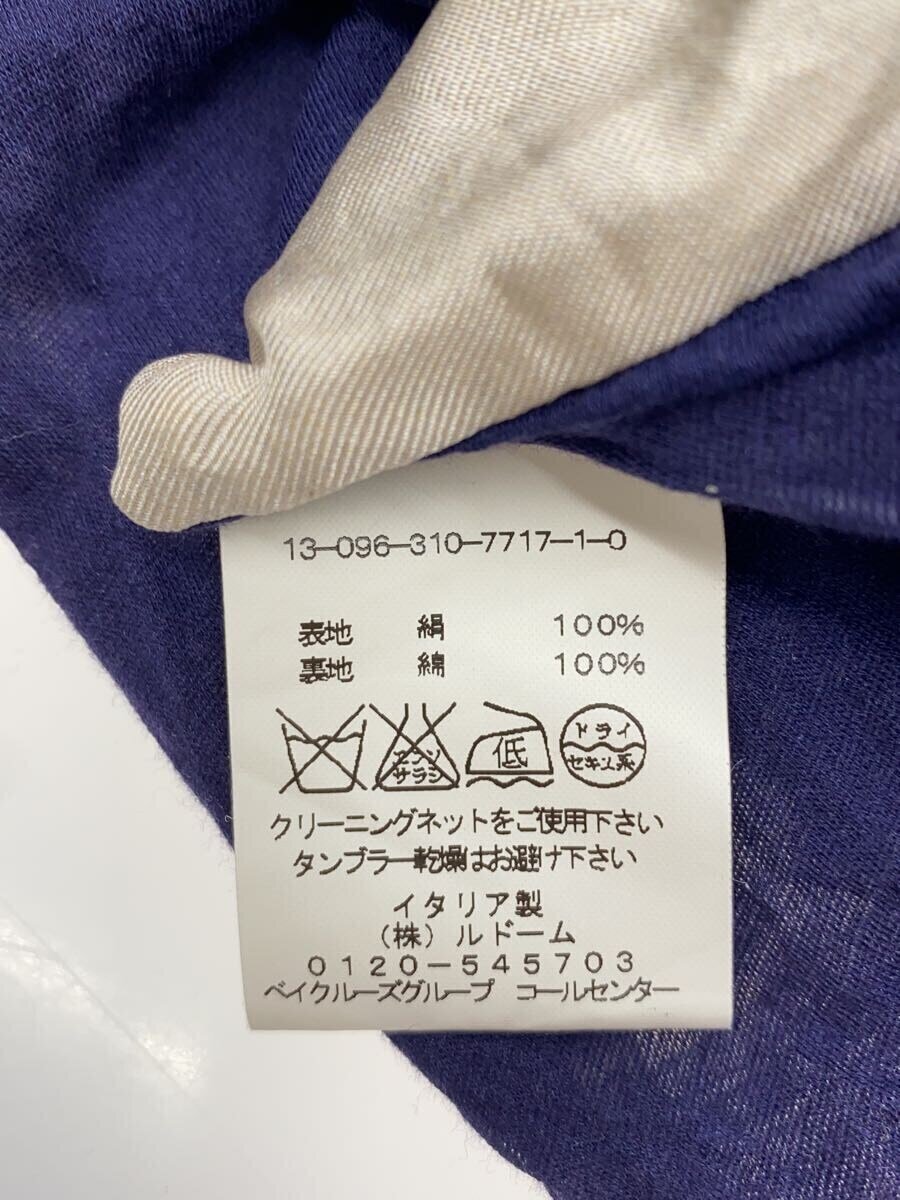 13-096-310-7717-1-0
表地 絹 100%
裏地 綿 100%
エンソ サラシ 低 ドライ セキユ系
クリーニングネットをご使用下さい
タンブラー乾燥はお避け下さい
イタリア製
(株)ルドーム
0120-545703
ベイクルーズグループ コールセンター